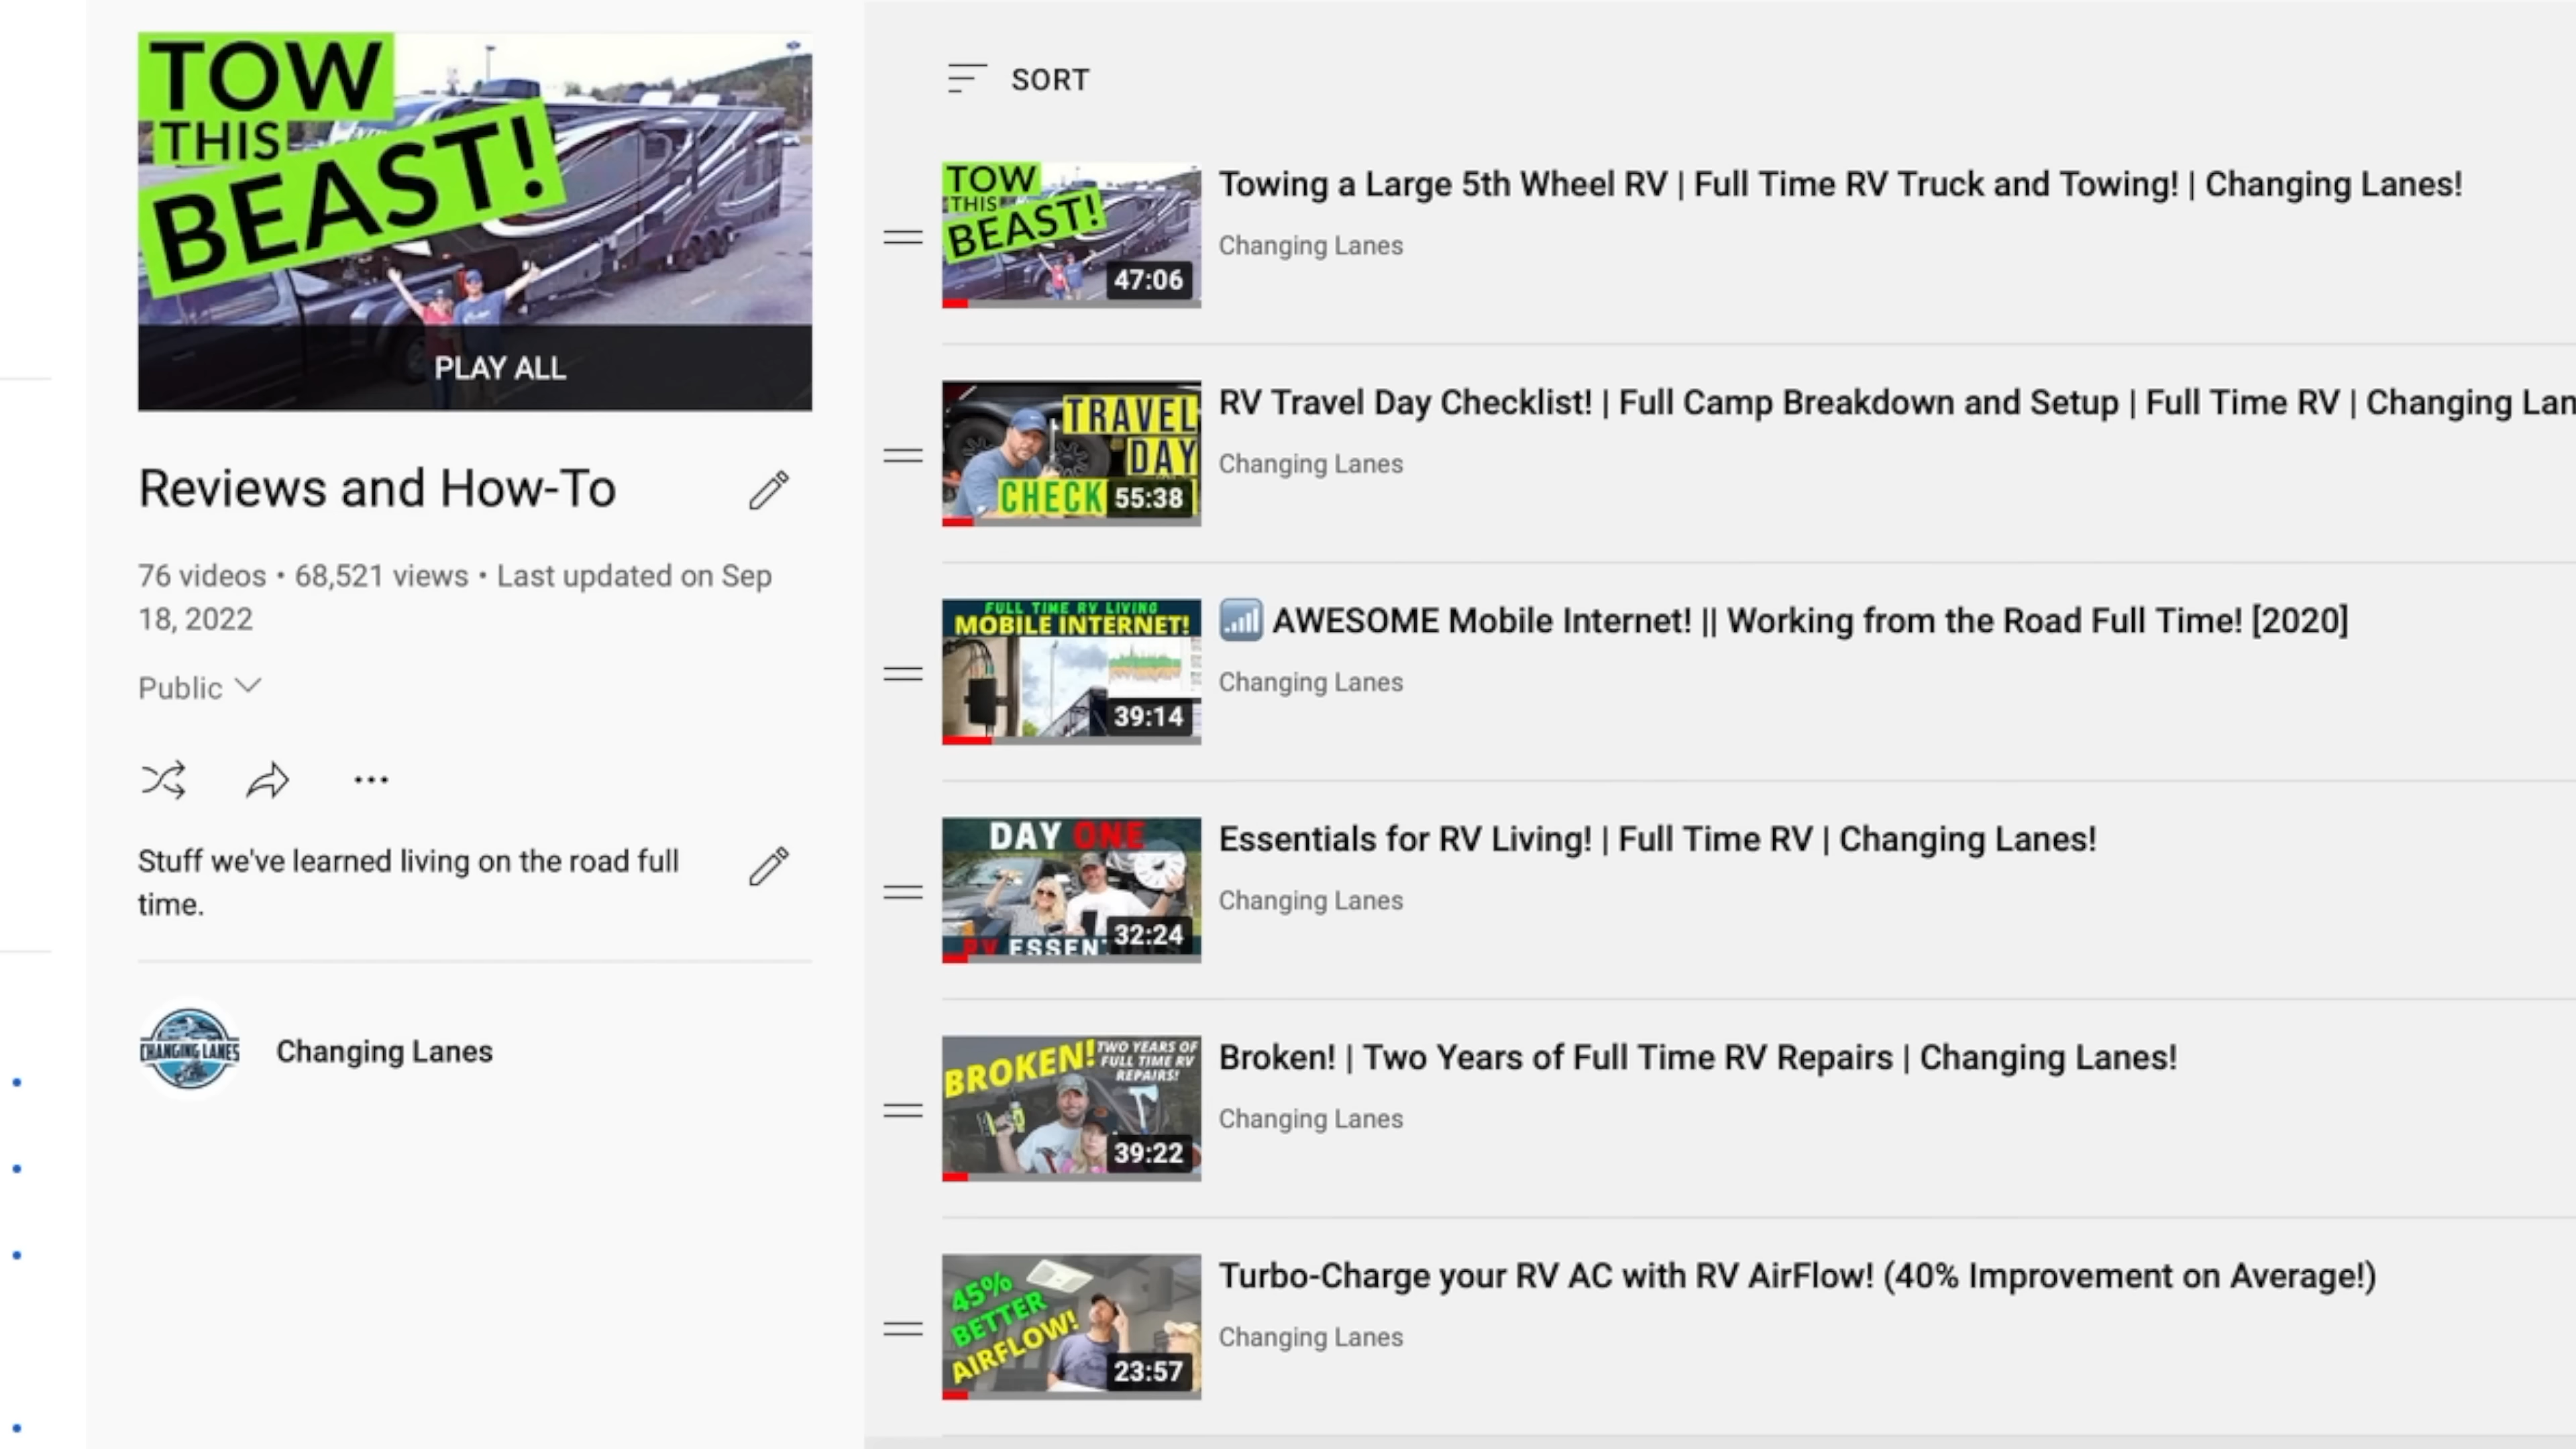 TOW
THIS
BEAST!
PLAY ALL
Reviews and How-To
76 videos • 68,521 views • Last updated on Sep
18, 2022
Public
Stuff we've learned living on the road full
time.
CHANGING LANES
Changing Lanes
SORT
TOW
THIS
BEAST!
47:06
Towing a Large 5th Wheel RV | Full Time RV Truck and Towing! | Changing Lanes!
Changing Lanes
TRAVEL
DAY
CHECK
55:38
RV Travel Day Checklist! | Full Camp Breakdown and Setup | Full Time RV | Changing Lan
Changing Lanes
FULL TIME RV LIVING
MOBILE INTERNET!
39:14
AWESOME Mobile Internet! || Working from the Road Full Time! [2020]
Changing Lanes
DAY ONE
RV ESSEN
32:24
Essentials for RV Living! | Full Time RV | Changing Lanes!
Changing Lanes
BROKEN!
TWO YEARS OF
FULL TIME RV
REPAIRS!
39:22
Broken! | Two Years of Full Time RV Repairs | Changing Lanes!
Changing Lanes
45%
BETTER
AIRFLOW!
23:57
Turbo-Charge your RV AC with RV AirFlow! (40% Improvement on Average!)
Changing Lanes